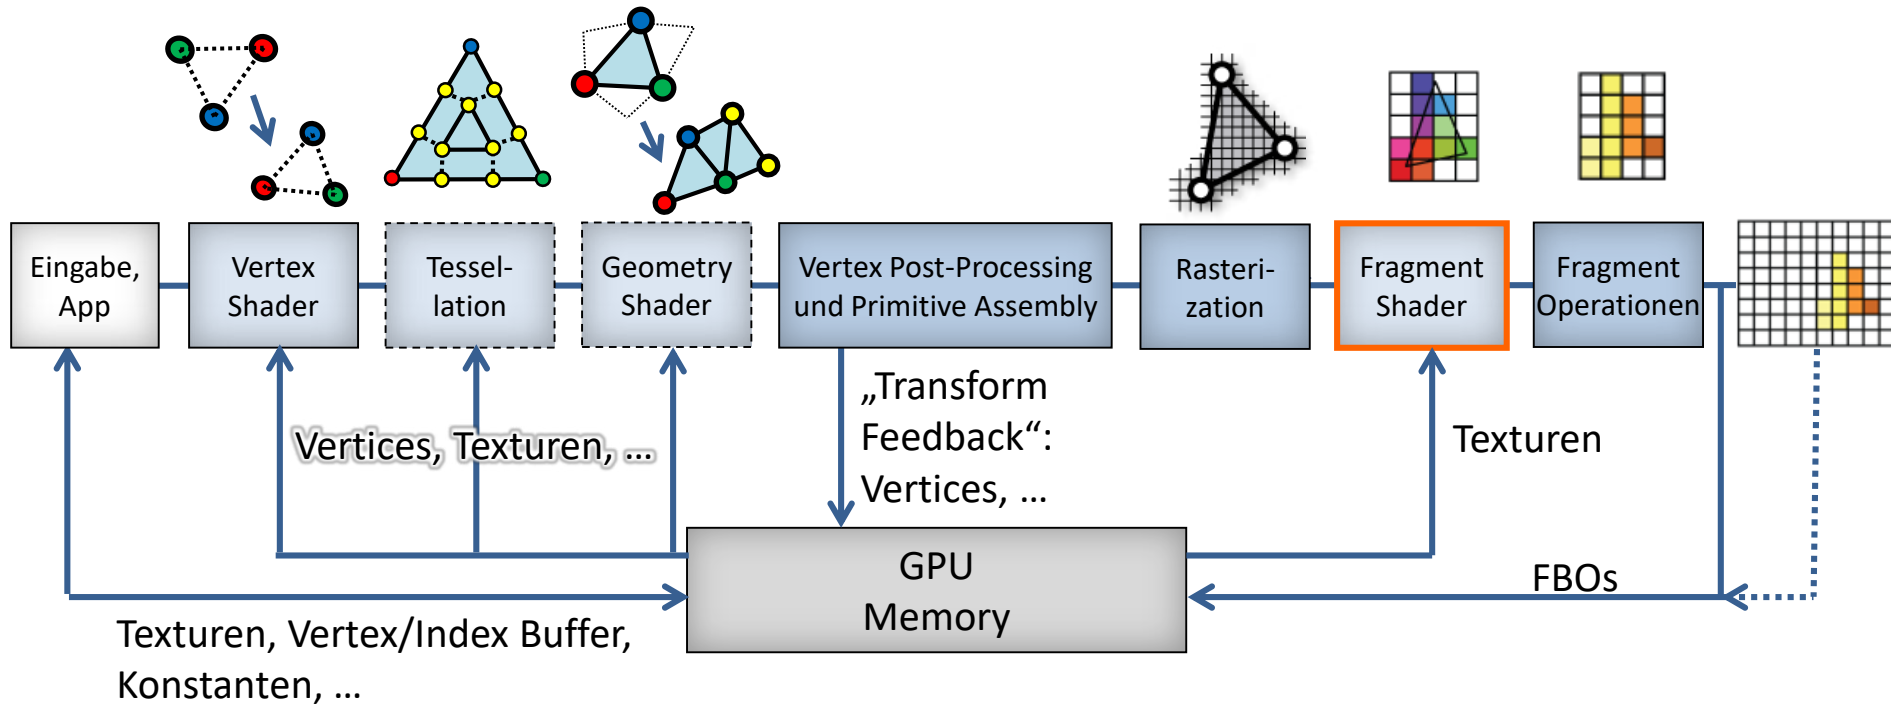 Eingabe,
App
Vertex
Shader
Tessel-
lation
Geometry
Shader
Vertex Post-Processing
und Primitive Assembly
Rasteri-
zation
Fragment
Shader
Fragment
Operationen
Vertices, Texturen, ...
„Transform
Feedback“:
Vertices, ...
Texturen
GPU
Memory
FBOs
Texturen, Vertex/Index Buffer,
Konstanten, ...